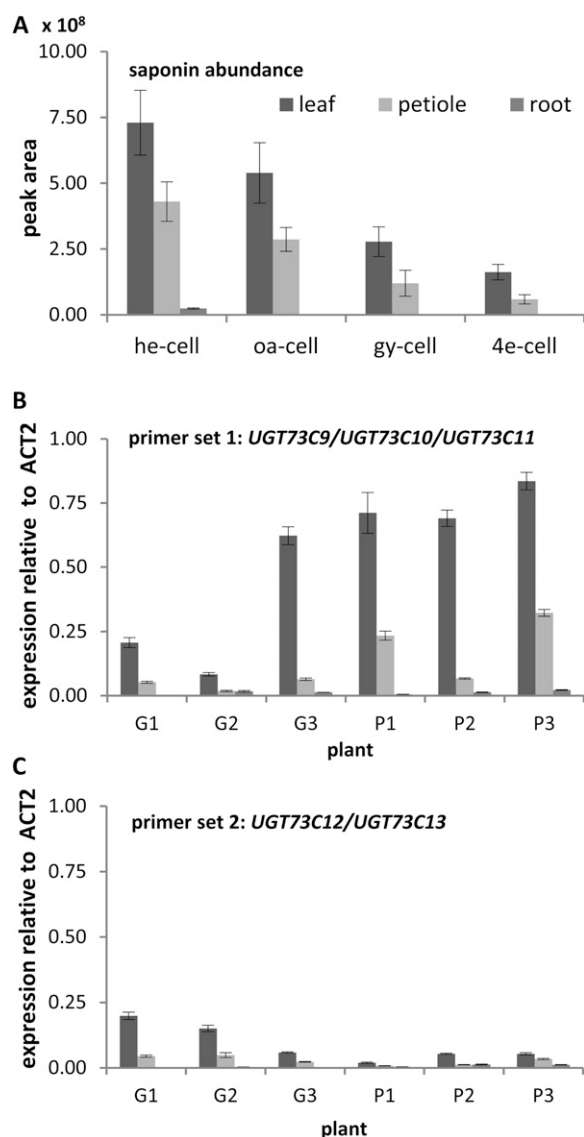 A x 10⁸
10.00
saponin abundance
leaf petiole root
7.50
5.00
2.50
0.00
peak area
he-cell oa-cell gy-cell 4e-cell
B
1.00
primer set 1: UGT73C9/UGT73C10/UGT73C11
0.75
0.50
0.25
0.00
expression relative to ACT2
G1 G2 G3 P1 P2 P3
plant
C
1.00
primer set 2: UGT73C12/UGT73C13
0.75
0.50
0.25
0.00
expression relative to ACT2
G1 G2 G3 P1 P2 P3
plant